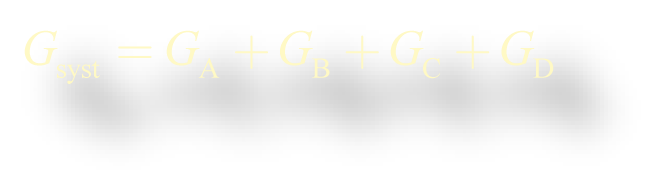 G_syst = G_A + G_B + G_C + G_D